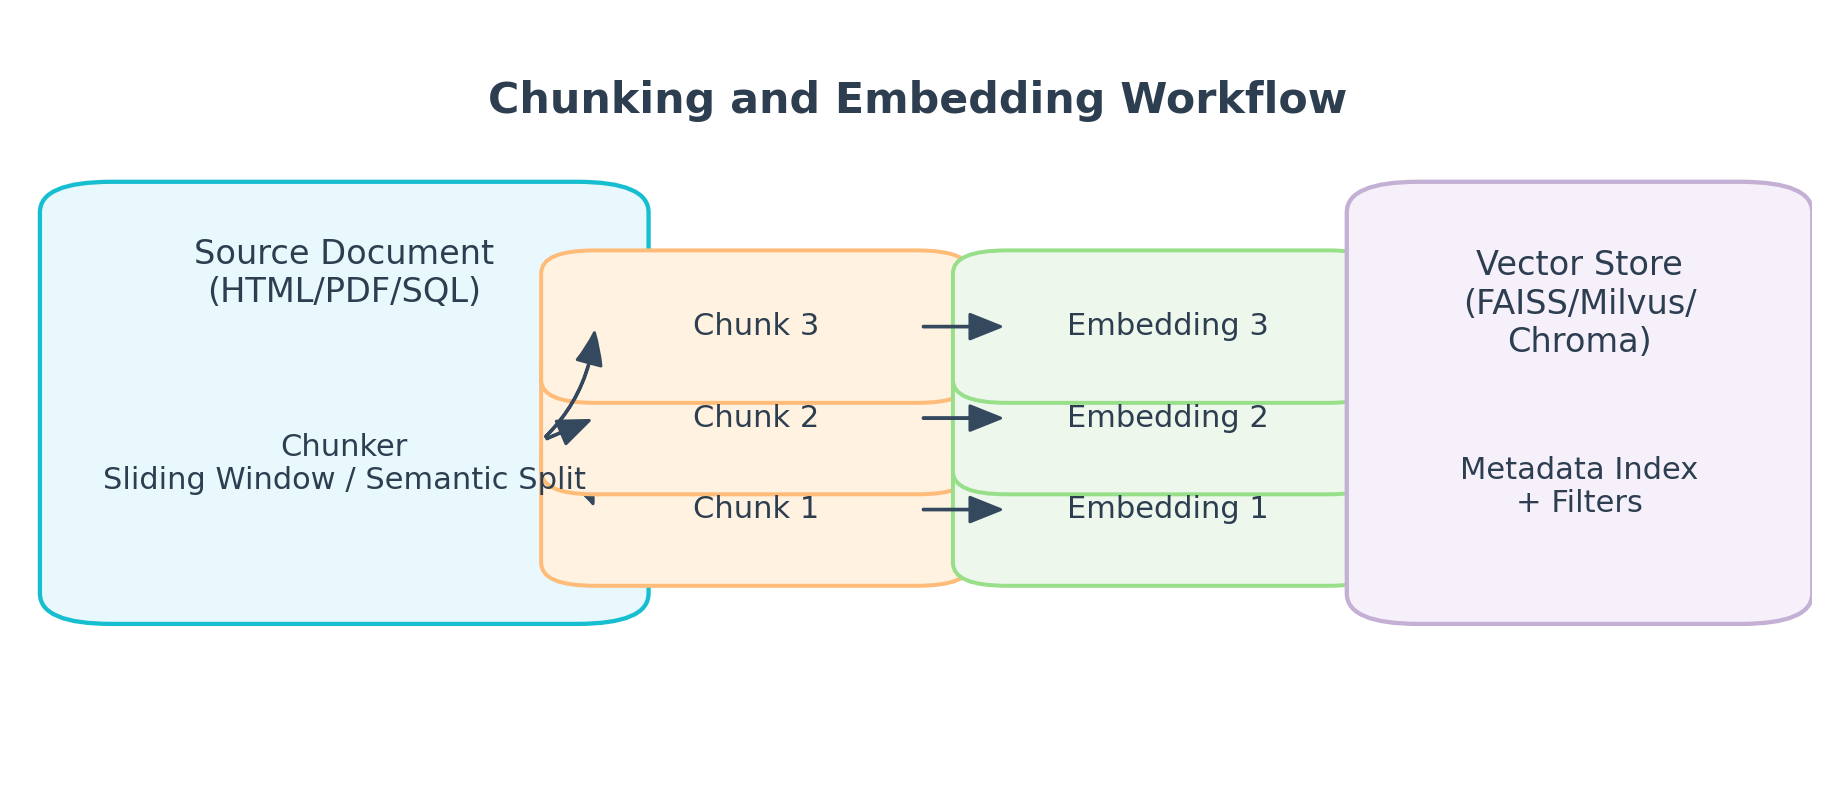 Chunking and Embedding Workflow
Source Document
(HTML/PDF/SQL)
Chunker
Sliding Window / Semantic Split
Chunk 3
Chunk 2
Chunk 1
Embedding 3
Embedding 2
Embedding 1
Vector Store
(FAISS/Milvus/
Chroma)
Metadata Index
+ Filters